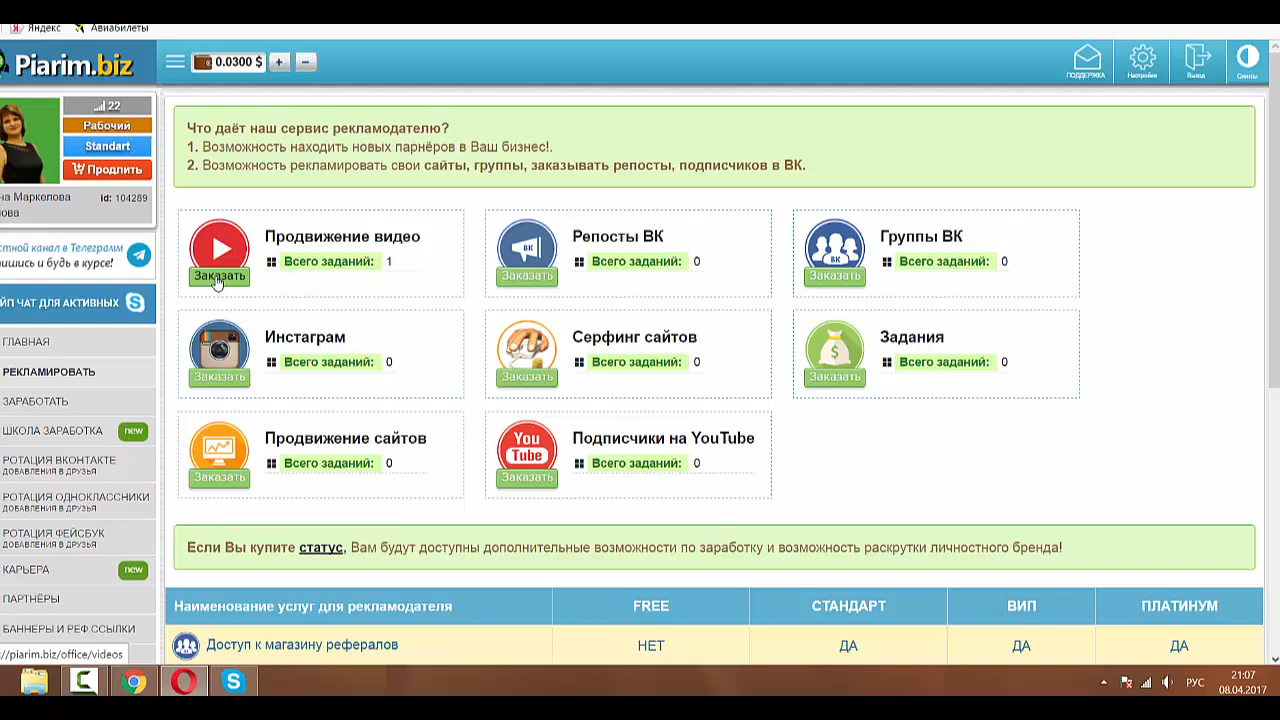 Яндекс Авиабилеты
Piarim.biz
0.0300 $ + −
ПОДДЕРЖКА Настройки Выход Скины
22
Рабочий
Standart
Продлить
на Маркелова
Id: 104289
ова
стной канал в Телеграмм
пишись и будь в курсе!
ЙП ЧАТ ДЛЯ АКТИВНЫХ
ГЛАВНАЯ
РЕКЛАМИРОВАТЬ
ЗАРАБОТАТЬ
ШКОЛА ЗАРАБОТКА new
РОТАЦИЯ ВКОНТАКТЕ
ДОБАВЛЕНИЯ В ДРУЗЬЯ
РОТАЦИЯ ОДНОКЛАССНИКИ
ДОБАВЛЕНИЯ В ДРУЗЬЯ
РОТАЦИЯ ФЕЙСБУК
ДОБАВЛЕНИЯ В ДРУЗЬЯ
КАРЬЕРА new
ПАРТНЁРЫ
БАННЕРЫ И РЕФ.ССЫЛКИ
://piarim.biz/office/videos
Что даёт наш сервис рекламодателю?
1. Возможность находить новых парнёров в Ваш бизнес!.
2. Возможность рекламировать свои сайты, группы, заказывать репосты, подписчиков в ВК.
Продвижение видео
Всего заданий: 1
Заказать
Репосты ВК
Всего заданий: 0
ВК
Заказать
Группы ВК
Всего заданий: 0
ВК
Заказать
Инстаграм
Всего заданий: 0
Заказать
Серфинг сайтов
Всего заданий: 0
Заказать
Задания
Всего заданий: 0
$
Заказать
Продвижение сайтов
Всего заданий: 0
Заказать
Подписчики на YouTube
Всего заданий: 0
You
Tube
Заказать
Если Вы купите статус, Вам будут доступны дополнительные возможности по заработку и возможность раскрутки личностного бренда!
Наименование услуг для рекламодателя FREE СТАНДАРТ ВИП ПЛАТИНУМ
Доступ к магазину рефералов НЕТ ДА ДА ДА
РУС
21:07
08.04.2017